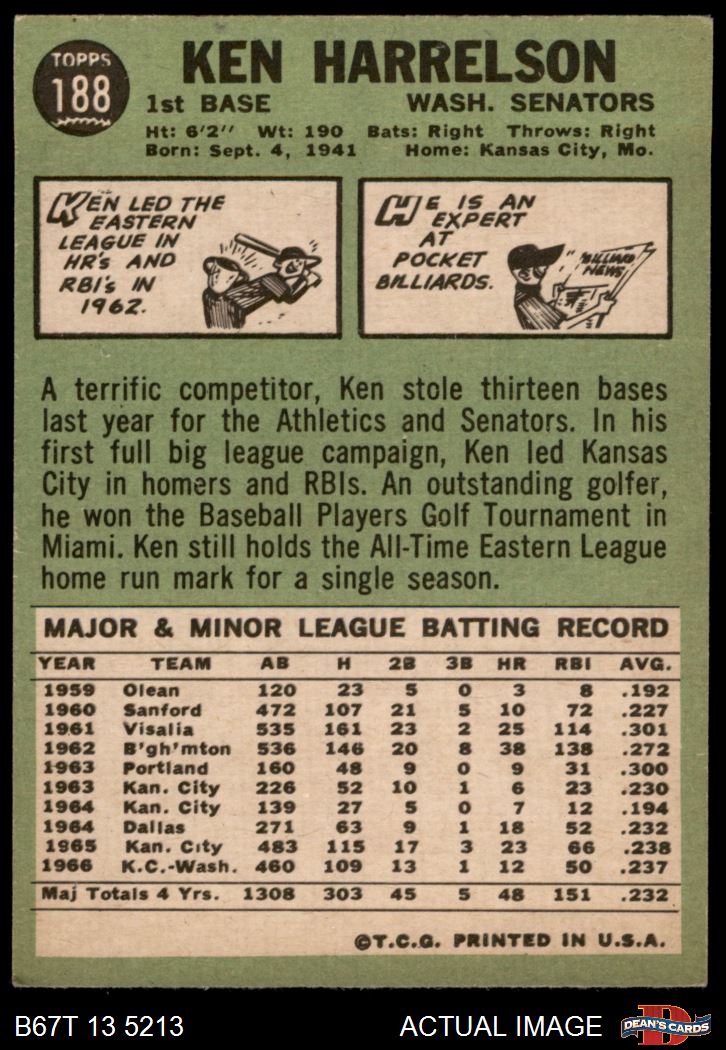 TOPPS
188
KEN HARRELSON
1st BASE WASH. SENATORS
Ht: 6'2" Wt: 190 Bats: Right Throws: Right
Born: Sept. 4, 1941 Home: Kansas City, Mo.
KEN LED THE
EASTERN
LEAGUE IN
HR's AND
RBI's IN
1962.
HE IS AN
EXPERT
AT
POCKET
BILLIARDS.
"BILLIARD
NEWS"
A terrific competitor, Ken stole thirteen bases
last year for the Athletics and Senators. In his
first full big league campaign, Ken led Kansas
City in homers and RBIs. An outstanding golfer,
he won the Baseball Players Golf Tournament in
Miami. Ken still holds the All-Time Eastern League
home run mark for a single season.
MAJOR & MINOR LEAGUE BATTING RECORD
YEAR TEAM AB H 2B 3B HR RBI AVG.
1959 Olean 120 23 5 0 3 8 .192
1960 Sanford 472 107 21 5 10 72 .227
1961 Visalia 535 161 23 2 25 114 .301
1962 B'gh'mton 536 146 20 8 38 138 .272
1963 Portland 160 48 9 0 9 31 .300
1963 Kan. City 226 52 10 1 6 23 .230
1964 Kan. City 139 27 5 0 7 12 .194
1964 Dallas 271 63 9 1 18 52 .232
1965 Kan. City 483 115 17 3 23 66 .238
1966 K.C.-Wash. 460 109 13 1 12 50 .237
Maj Totals 4 Yrs. 1308 303 45 5 48 151 .232
©T.C.G. PRINTED IN U.S.A.
B67T 13 5213 ACTUAL IMAGE
D
DEAN'S CARDS